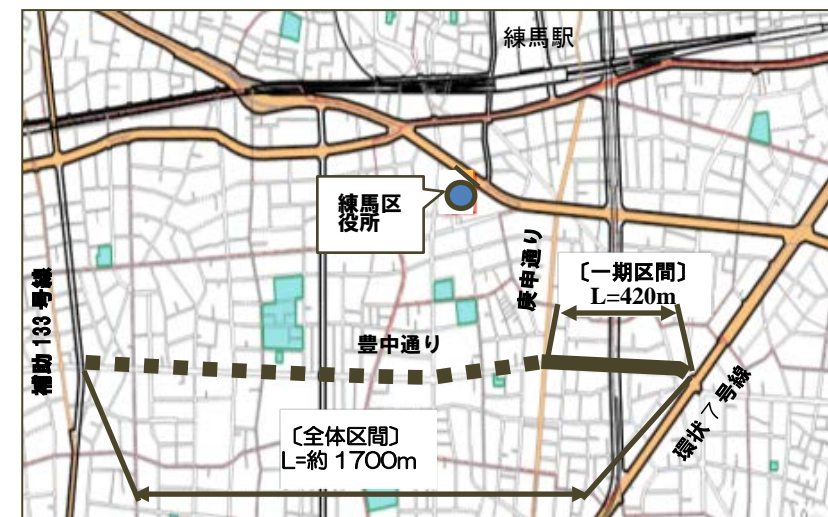 練馬駅
練馬区
役所
庚申通り
〔一期区間〕
L=420m
補助133号線
豊中通り
環状7号線
〔全体区間〕
L=約1700m